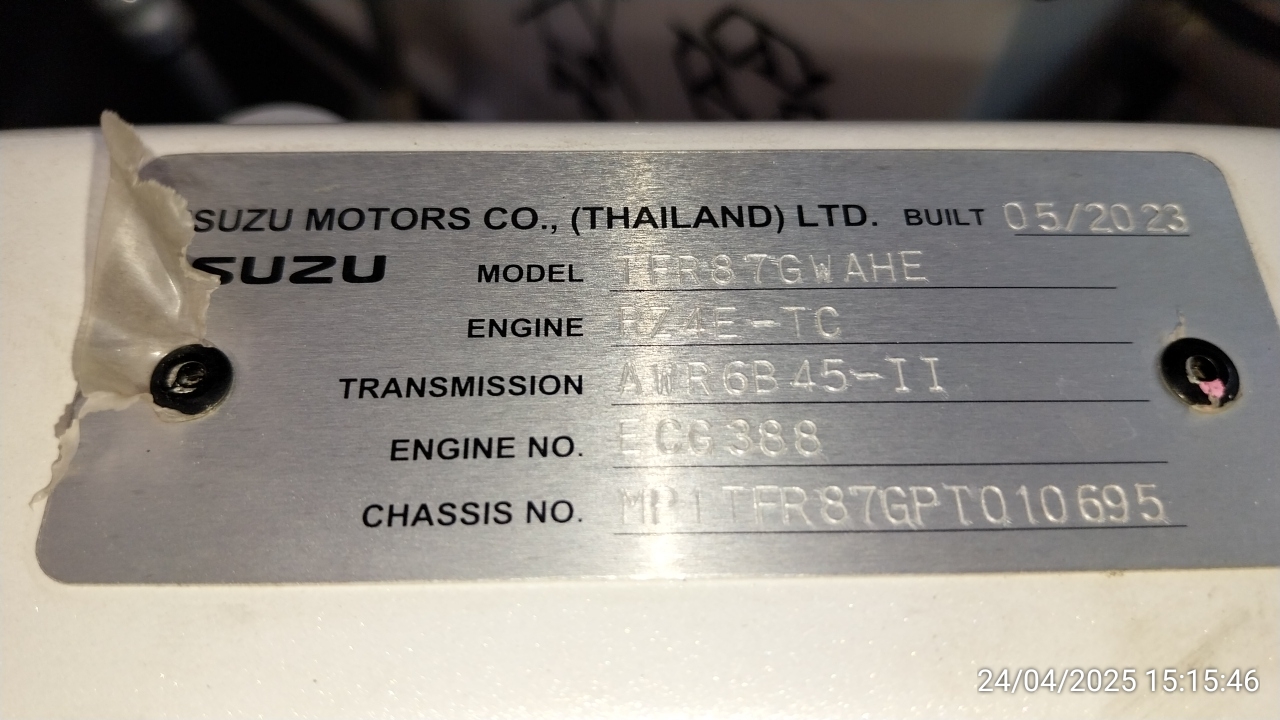 SUZU MOTORS CO., (THAILAND) LTD. BUILT 05/2023
SUZU MODEL TFR87GWAHE
ENGINE RZ4E-TC
TRANSMISSION AWR6B45-II
ENGINE NO. ECG388
CHASSIS NO. MP1TFR87GPT010695
24/04/2025 15:15:46